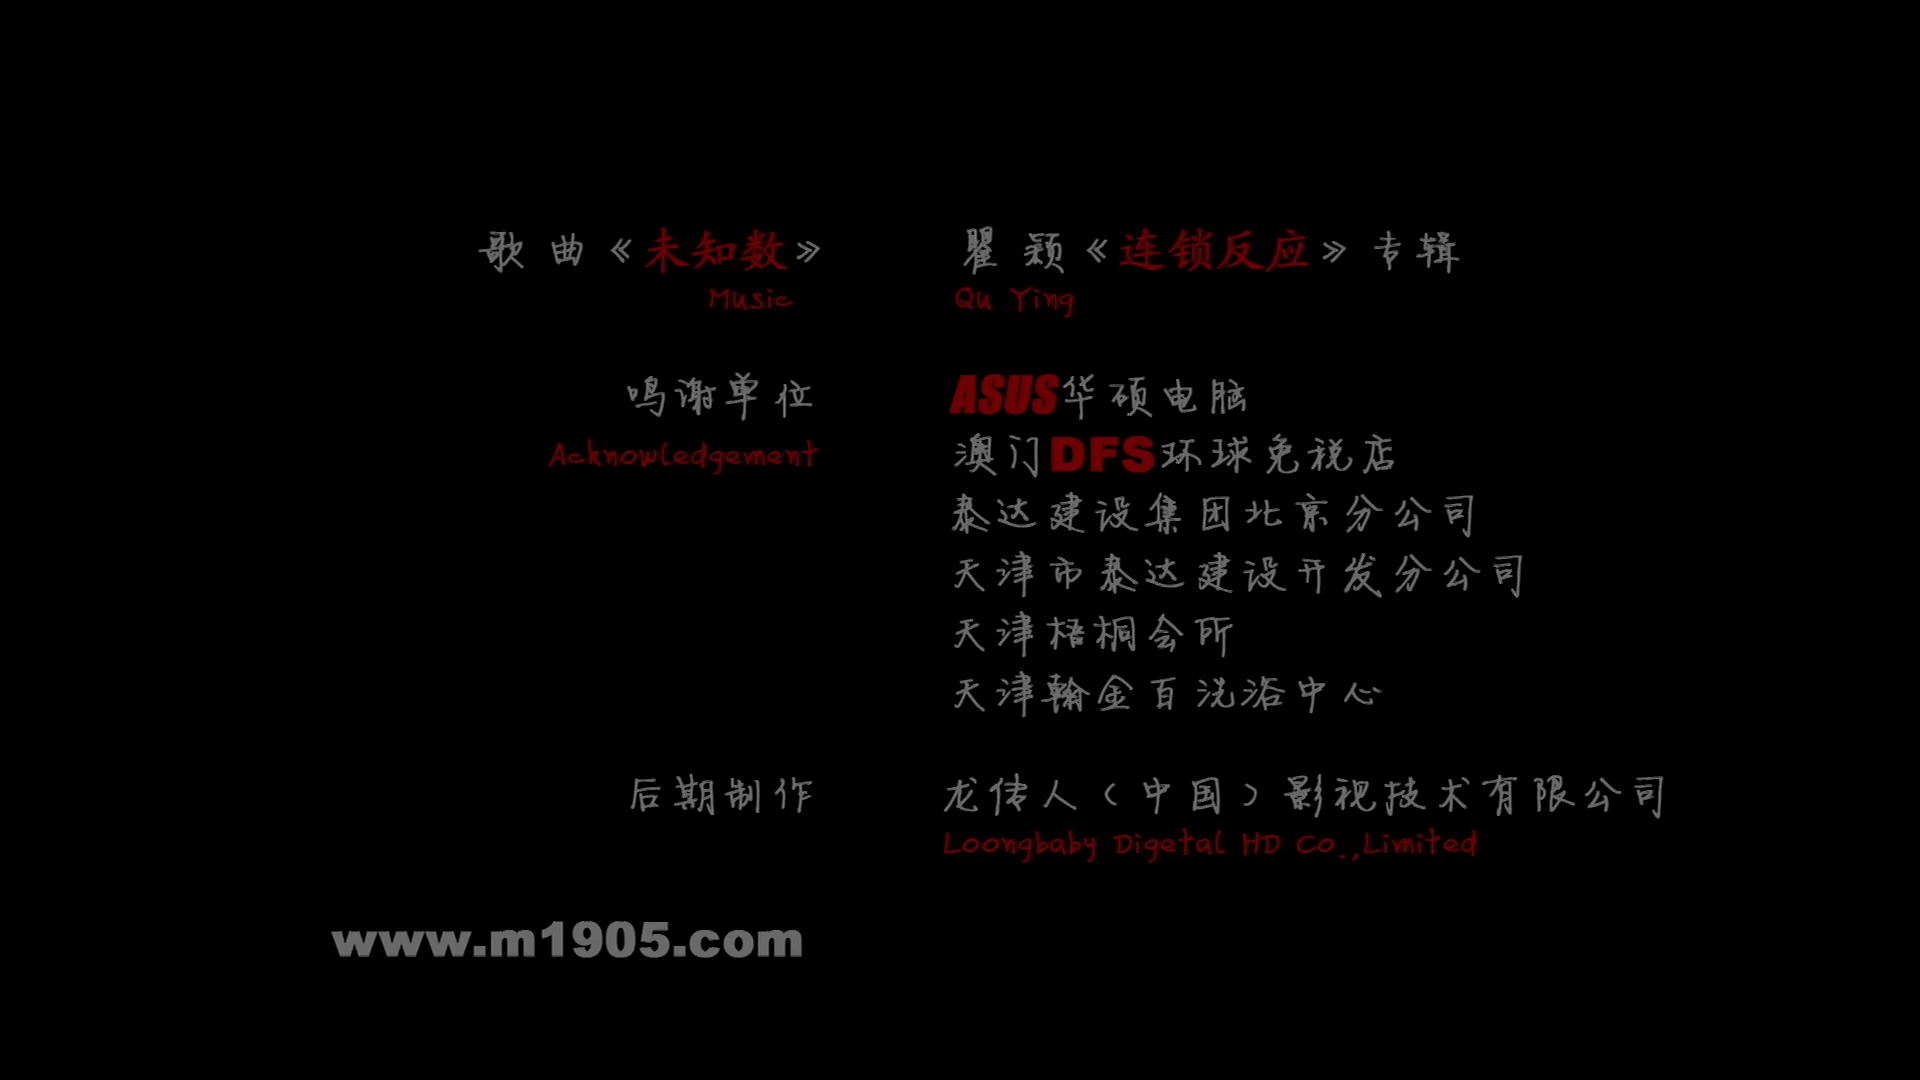 歌曲《未知数》 瞿颖《连锁反应》专辑
Music Qu Ying
鸣谢单位 ASUS华硕电脑
Acknowledgement 澳门DFS环球免税店
泰达建设集团北京分公司
天津市泰达建设开发分公司
天津梧桐会所
天津翰金百洗浴中心
后期制作 龙传人（中国）影视技术有限公司
Loongbaby Digetal HD Co.,Limited
www.m1905.com